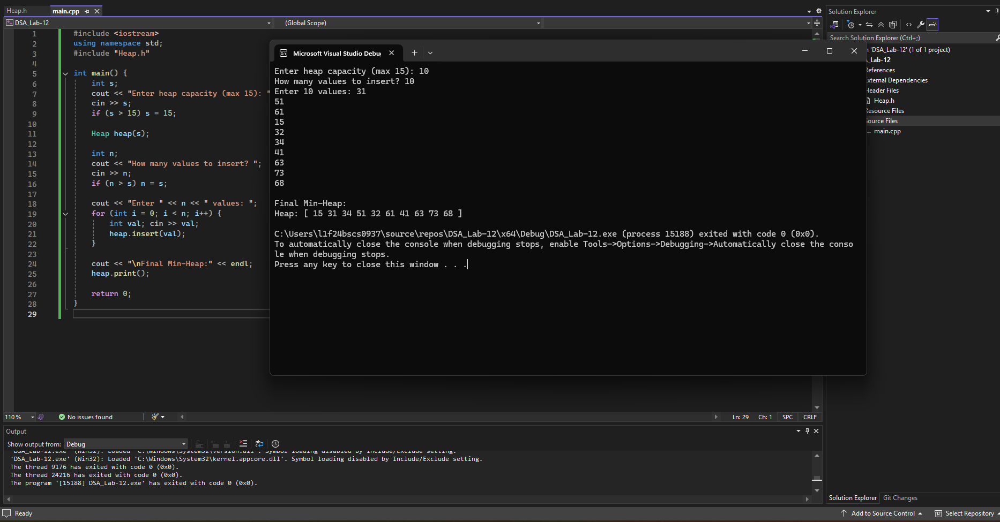 Heap.h
main.cpp
DSA_Lab-12
(Global Scope)
1 #include <iostream>
2 using namespace std;
3 #include "Heap.h"
4
5 int main() {
6 int s;
7 cout << "Enter heap capacity (max 15): "
8 cin >> s;
9 if (s > 15) s = 15;
10
11 Heap heap(s);
12
13 int n;
14 cout << "How many values to insert? ";
15 cin >> n;
16 if (n > s) n = s;
17
18 cout << "Enter " << n << " values: ";
19 for (int i = 0; i < n; i++) {
20 int val; cin >> val;
21 heap.insert(val);
22 }
23
24 cout << "\nFinal Min-Heap:" << endl;
25 heap.print();
26
27 return 0;
28 }
29
Microsoft Visual Studio Debug
Enter heap capacity (max 15): 10
How many values to insert? 10
Enter 10 values: 31
51
61
15
32
34
41
63
73
68
Final Min-Heap:
Heap: [ 15 31 34 51 32 61 41 63 73 68 ]
C:\Users\l1f24bscs0937\source\repos\DSA_Lab-12\x64\Debug\DSA_Lab-12.exe (process 15188) exited with code 0 (0x0).
To automatically close the console when debugging stops, enable Tools->Options->Debugging->Automatically close the conso
le when debugging stops.
Press any key to close this window . . .
Solution Explorer
Search Solution Explorer (Ctrl+;)
n 'DSA_Lab-12' (1 of 1 project)
_Lab-12
References
External Dependencies
Header Files
Heap.h
Resource Files
Source Files
main.cpp
110 %
No issues found
Ln: 29 Ch: 1 SPC CRLF
Output
Show output from: Debug
'DSA_Lab-12.exe' (Win32): Loaded 'C:\Windows\System32\version.dll'. Symbol loading disabled by Include/Exclude setting.
'DSA_Lab-12.exe' (Win32): Loaded 'C:\Windows\System32\kernel.appcore.dll'. Symbol loading disabled by Include/Exclude setting.
The thread 9176 has exited with code 0 (0x0).
The thread 24216 has exited with code 0 (0x0).
The program '[15188] DSA_Lab-12.exe' has exited with code 0 (0x0).
Solution Explorer Git Changes
Ready
Add to Source Control
Select Repository